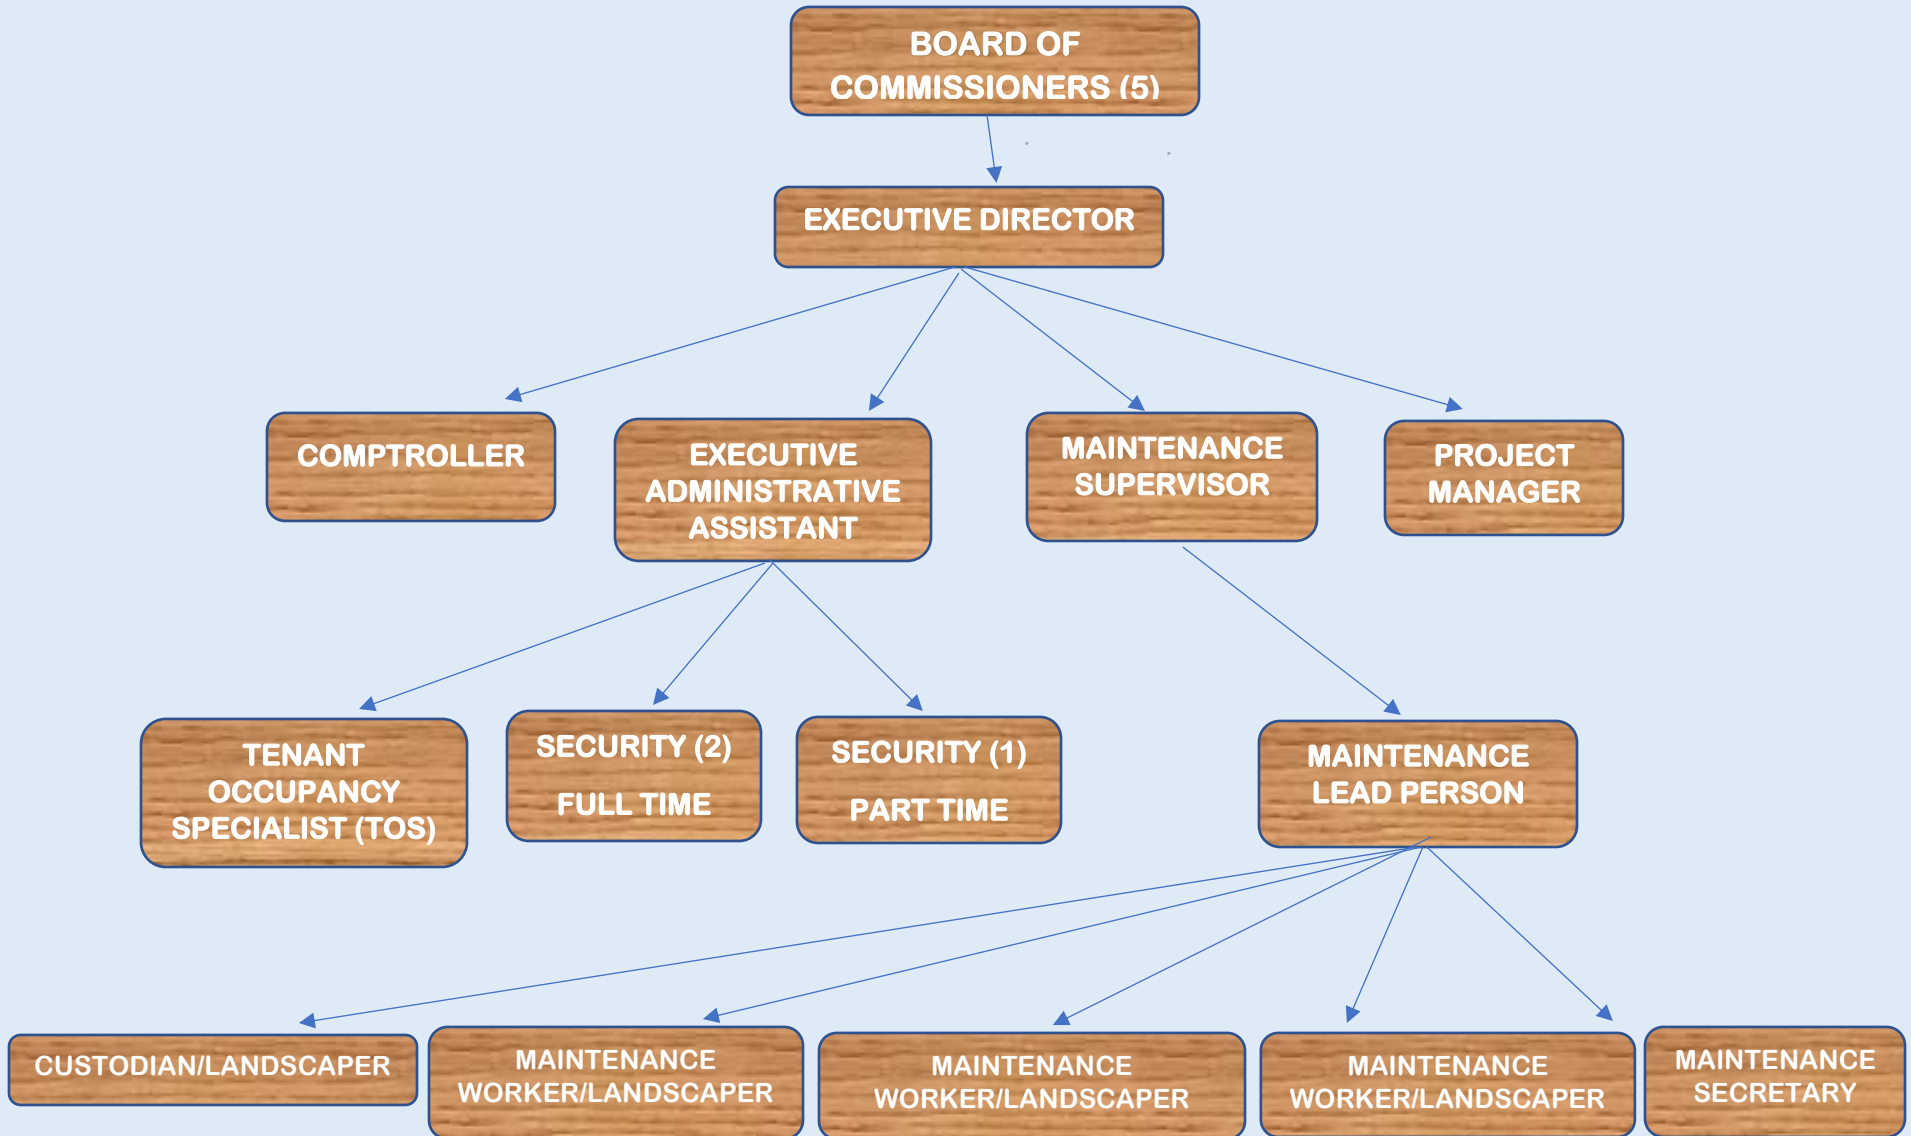 BOARD OF
COMMISSIONERS (5)
EXECUTIVE DIRECTOR
COMPTROLLER
EXECUTIVE
ADMINISTRATIVE
ASSISTANT
MAINTENANCE
SUPERVISOR
PROJECT
MANAGER
TENANT
OCCUPANCY
SPECIALIST (TOS)
SECURITY (2)
FULL TIME
SECURITY (1)
PART TIME
MAINTENANCE
LEAD PERSON
CUSTODIAN/LANDSCAPER
MAINTENANCE
WORKER/LANDSCAPER
MAINTENANCE
WORKER/LANDSCAPER
MAINTENANCE
WORKER/LANDSCAPER
MAINTENANCE
SECRETARY